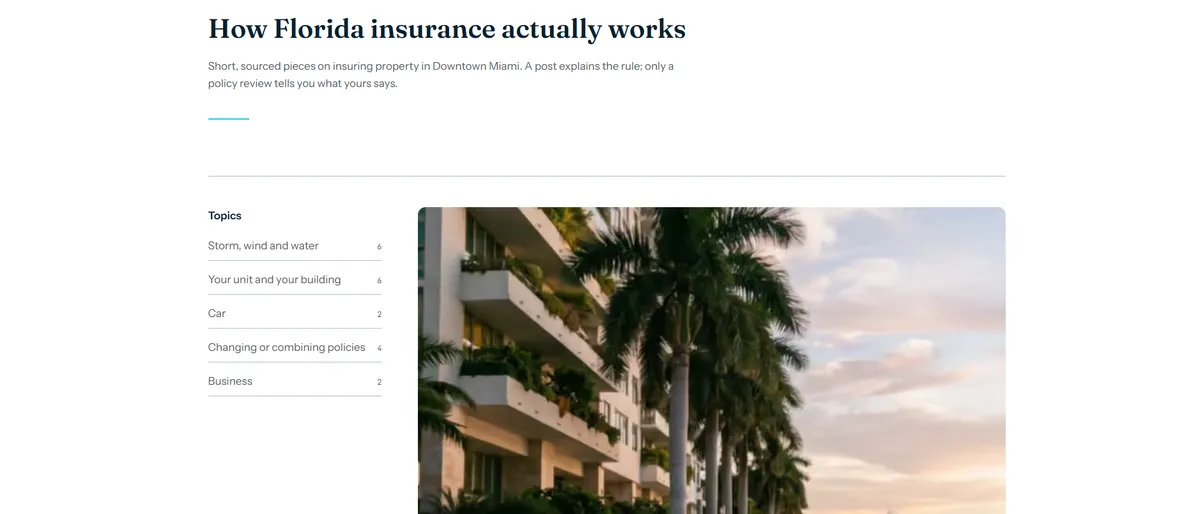 How Florida insurance actually works
Short, sourced pieces on insuring property in Downtown Miami. A post explains the rule; only a
policy review tells you what yours says.
Topics
Storm, wind and water 6
Your unit and your building 6
Car 2
Changing or combining policies 4
Business 2